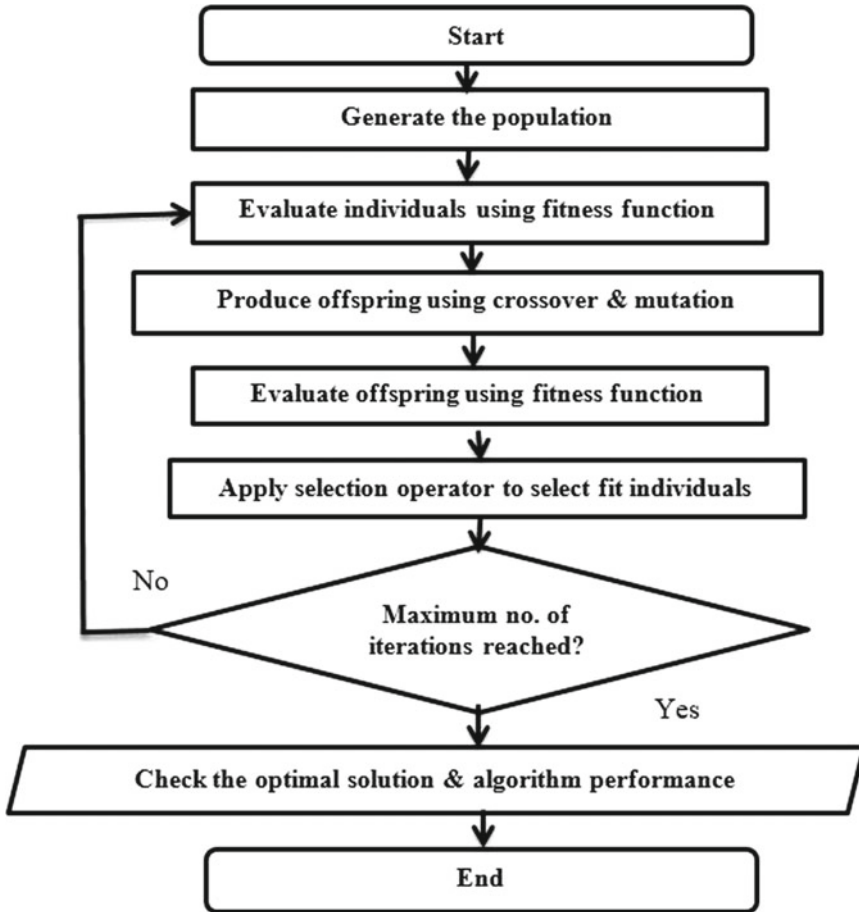 Start
Generate the population
Evaluate individuals using fitness function
Produce offspring using crossover & mutation
Evaluate offspring using fitness function
Apply selection operator to select fit individuals
No
Maximum no. of
iterations reached?
Yes
Check the optimal solution & algorithm performance
End